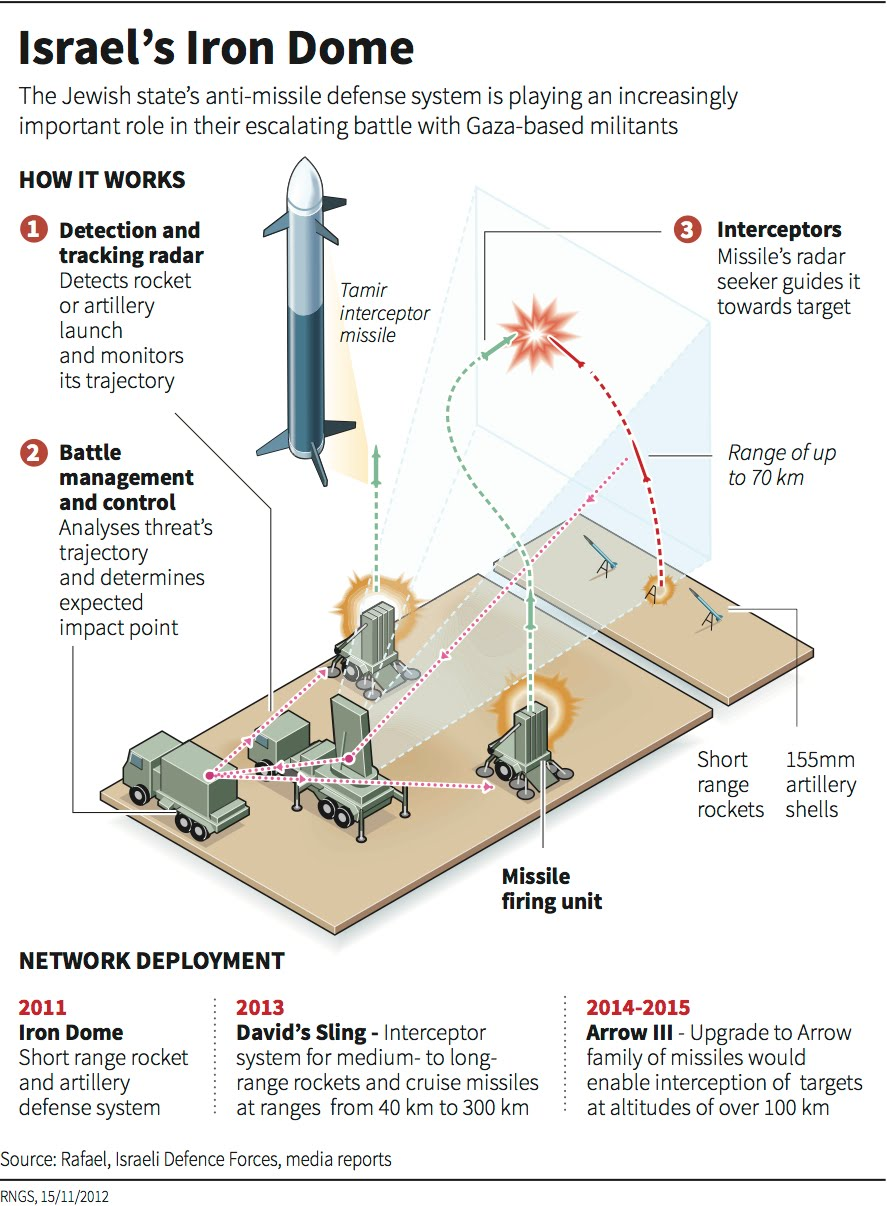 Israel's Iron Dome
The Jewish state's anti-missile defense system is playing an increasingly
important role in their escalating battle with Gaza-based militants
HOW IT WORKS
1 Detection and
tracking radar
Detects rocket
or artillery
launch
and monitors
its trajectory
2 Battle
management
and control
Analyses threat's
trajectory
and determines
expected
impact point
Tamir
interceptor
missile
3 Interceptors
Missile's radar
seeker guides it
towards target
Range of up
to 70 km
Short
range
rockets
155mm
artillery
shells
Missile
firing unit
NETWORK DEPLOYMENT
2011
Iron Dome
Short range rocket
and artillery
defense system
2013
David's Sling - Interceptor
system for medium- to long-
range rockets and cruise missiles
at ranges from 40 km to 300 km
2014-2015
Arrow III - Upgrade to Arrow
family of missiles would
enable interception of targets
at altitudes of over 100 km
Source: Rafael, Israeli Defence Forces, media reports
RNGS, 15/11/2012